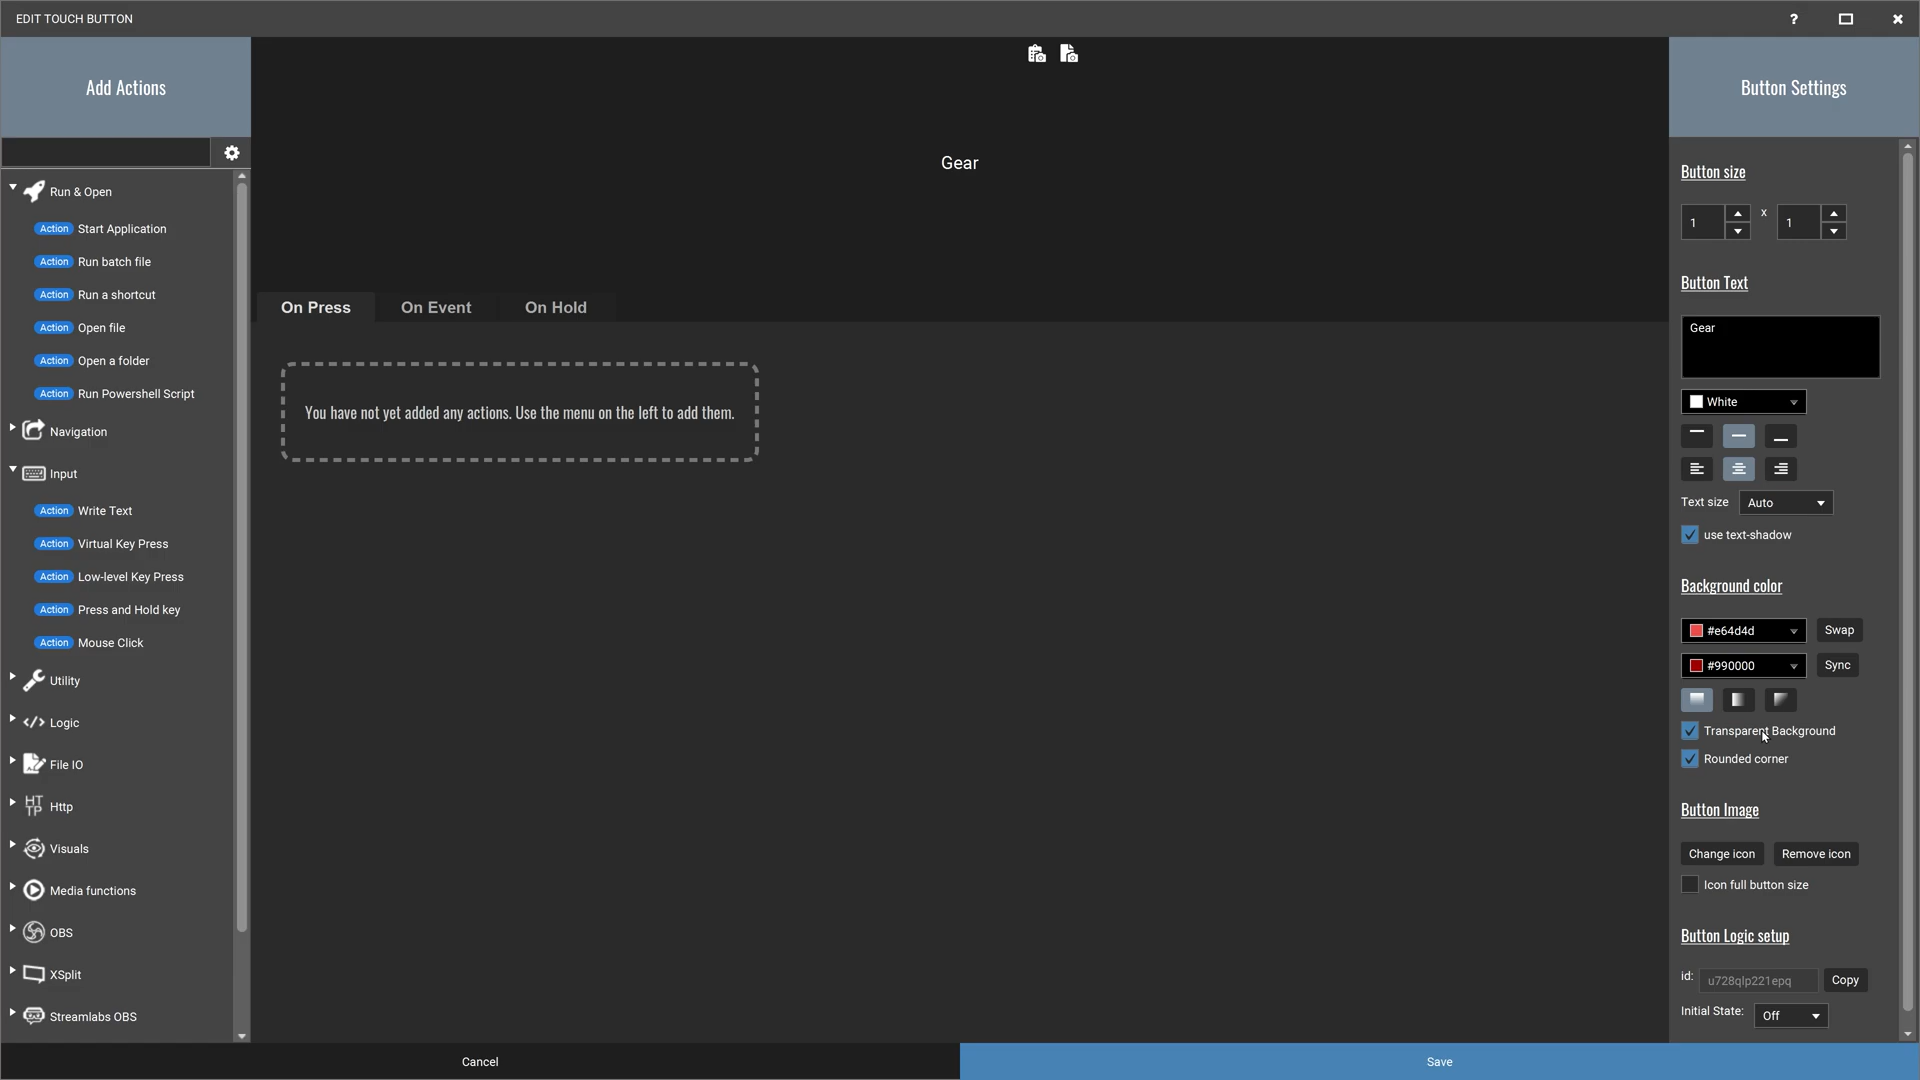 EDIT TOUCH BUTTON
?
Add Actions
Run & Open
Action Start Application
Action Run batch file
Action Run a shortcut
Action Open file
Action Open a folder
Action Run Powershell Script
Navigation
Input
Action Write Text
Action Virtual Key Press
Action Low-level Key Press
Action Press and Hold key
Action Mouse Click
Utility
Logic
File IO
HTTP Http
Visuals
Media functions
OBS
XSplit
Streamlabs OBS
Gear
On Press On Event On Hold
You have not yet added any actions. Use the menu on the left to add them.
Button Settings
Button size
1 x 1
Button Text
Gear
White
Text size Auto
use text-shadow
Background color
#e64d4d Swap
#990000 Sync
Transparent Background
Rounded corner
Button Image
Change icon Remove icon
Icon full button size
Button Logic setup
id: u728qlp221epq Copy
Initial State: Off
Cancel Save